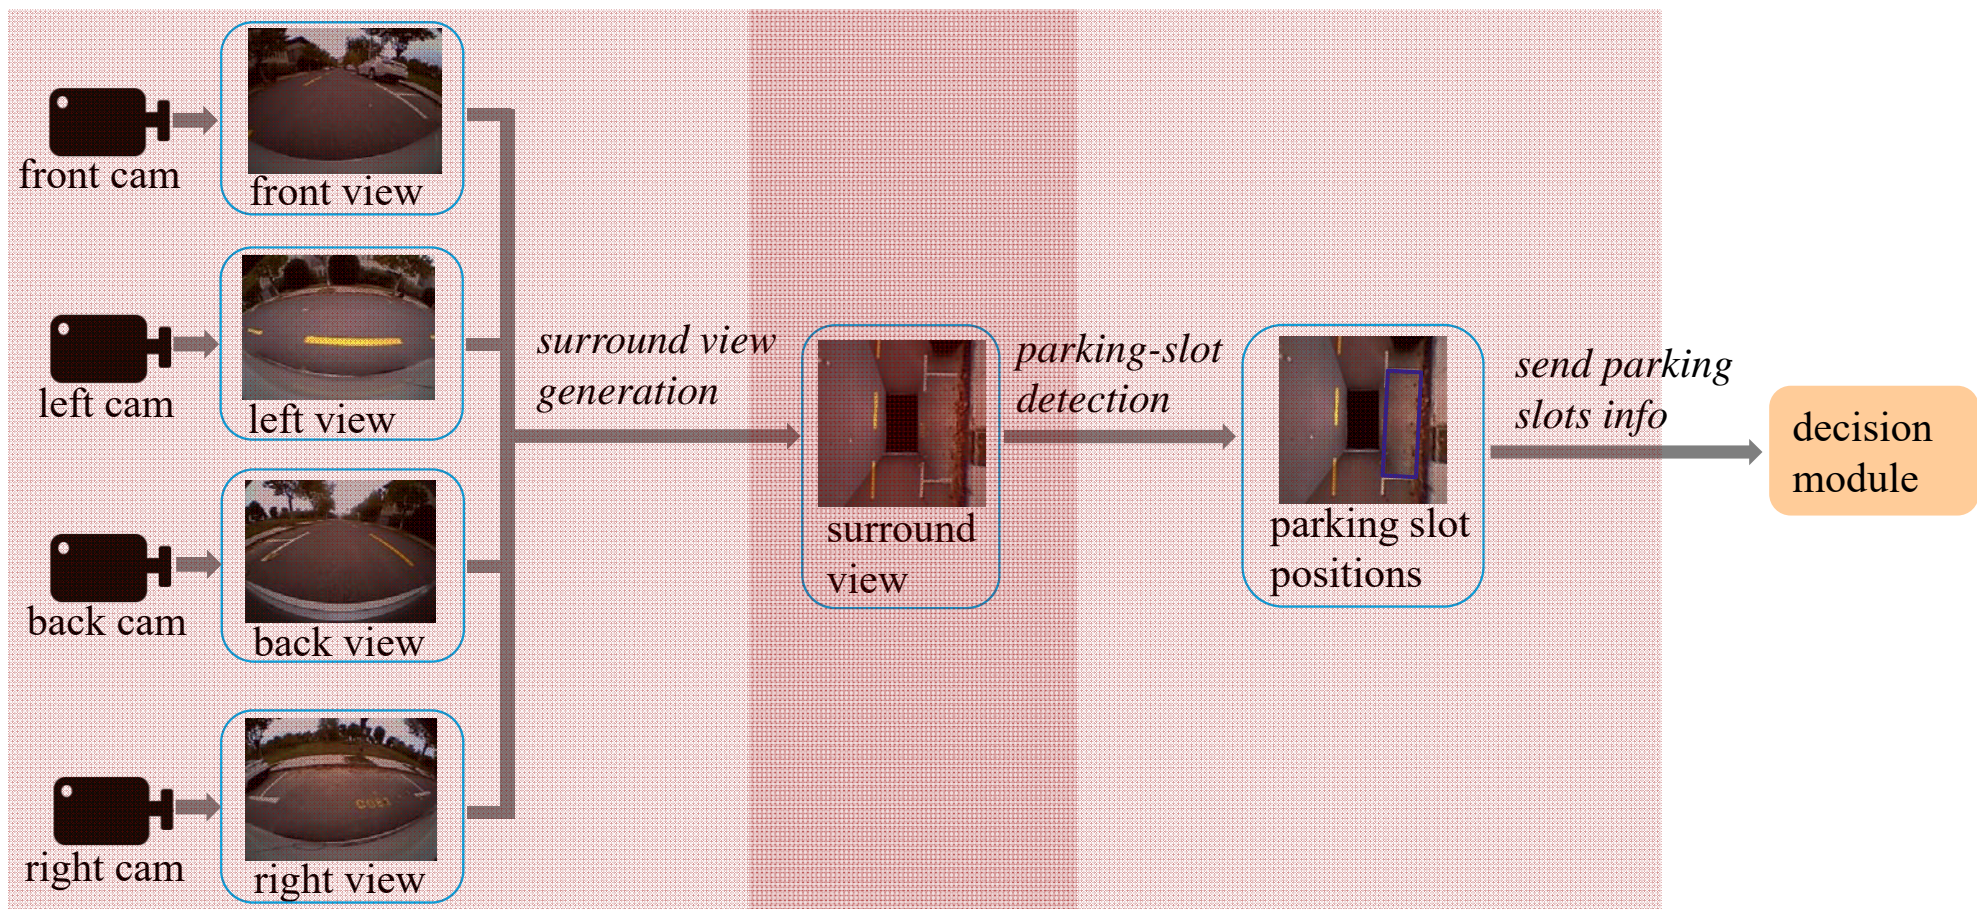 front cam
front view
left cam
left view
back cam
back view
right cam
right view
surround view
generation
surround
view
parking-slot
detection
parking slot
positions
send parking
slots info
decision
module